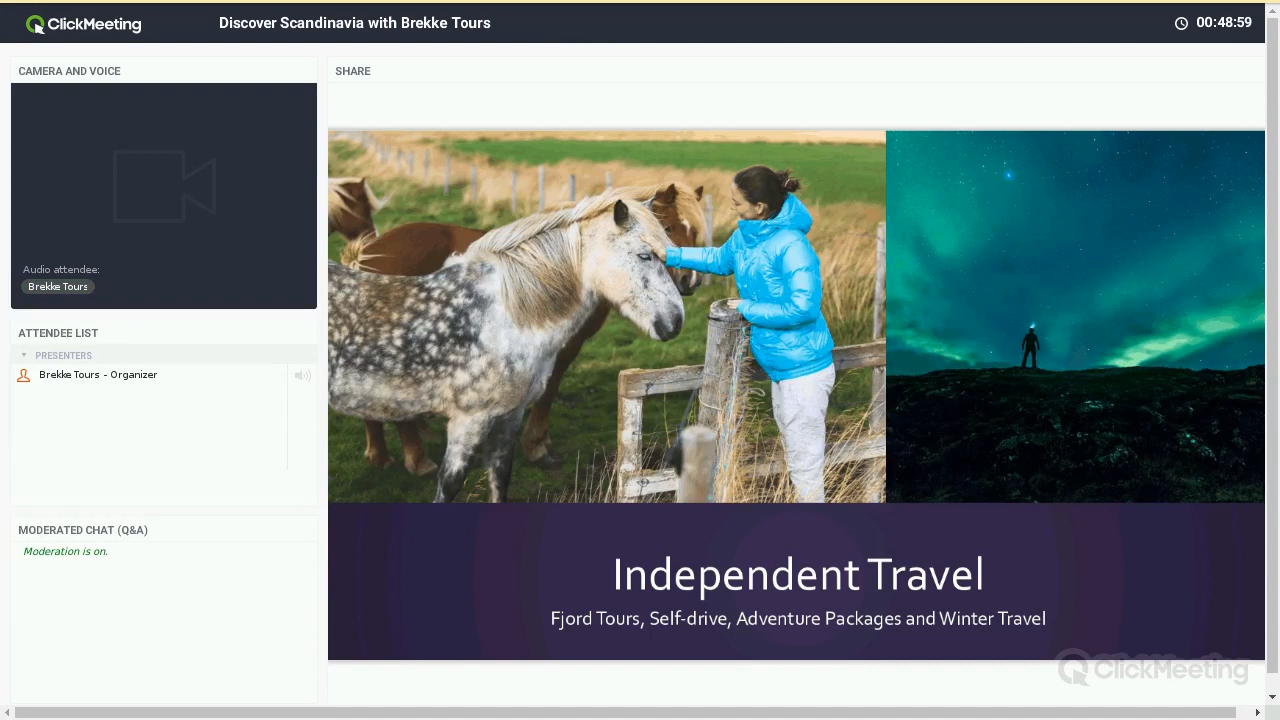 ClickMeeting
Discover Scandinavia with Brekke Tours
00:48:59
CAMERA AND VOICE
Audio attendee:
Brekke Tours
ATTENDEE LIST
PRESENTERS
Brekke Tours - Organizer
MODERATED CHAT (Q&A)
Moderation is on.
SHARE
Independent Travel
Fjord Tours, Self-drive, Adventure Packages and Winter Travel
ClickMeeting